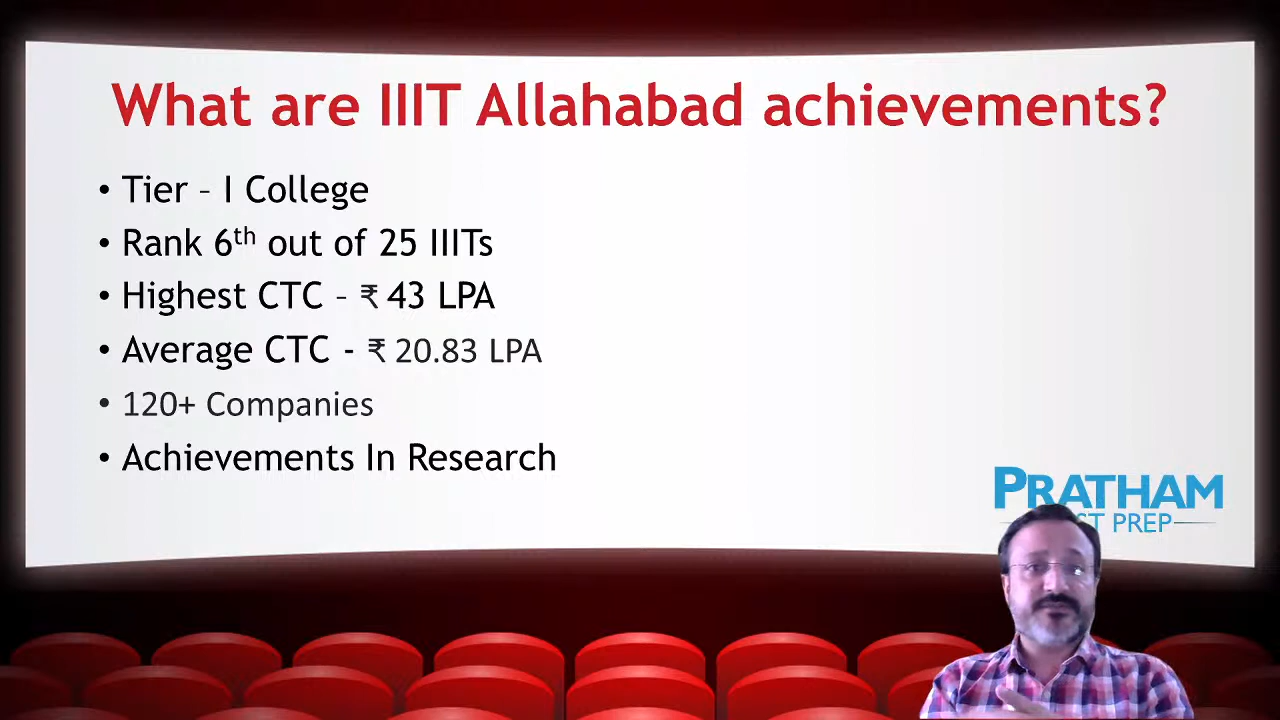 What are IIIT Allahabad achievements?
• Tier – I College
• Rank 6th out of 25 IIITs
• Highest CTC – ₹ 43 LPA
• Average CTC - ₹ 20.83 LPA
• 120+ Companies
• Achievements In Research
PRATHAM
PREP